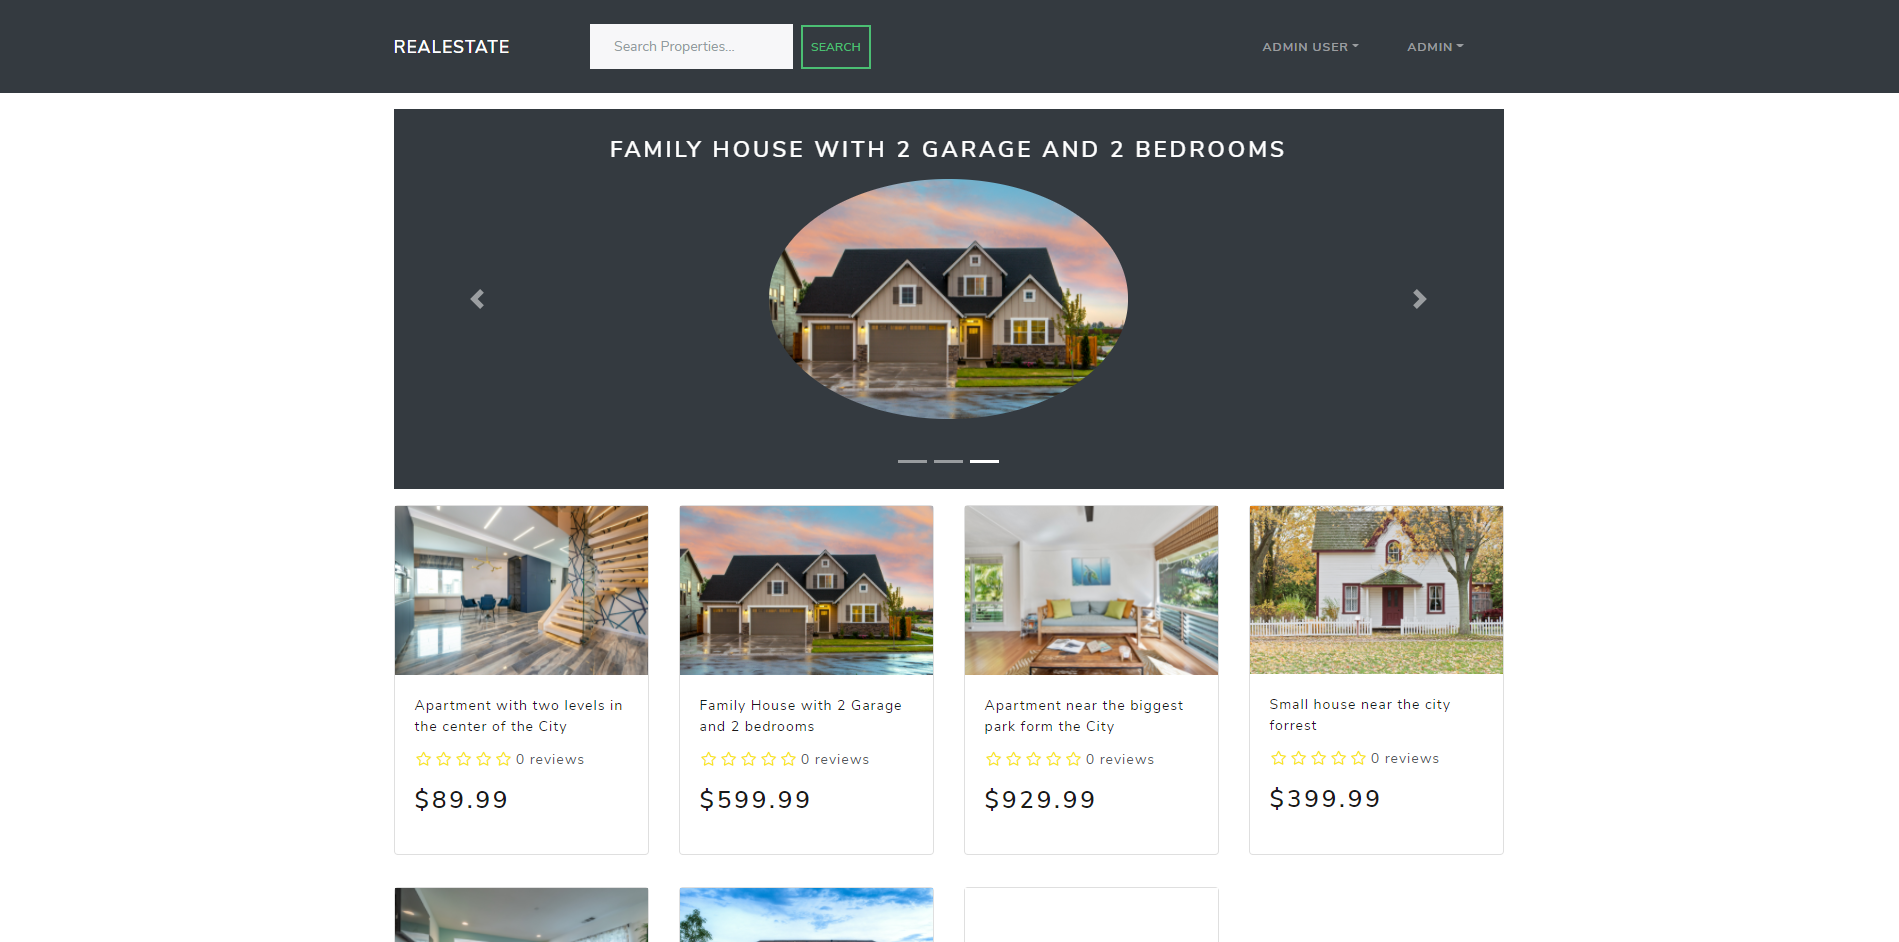 REALESTATE
Search Properties...
SEARCH
ADMIN USER
ADMIN
FAMILY HOUSE WITH 2 GARAGE AND 2 BEDROOMS
Apartment with two levels in
the center of the City
0 reviews
$89.99
Family House with 2 Garage
and 2 bedrooms
0 reviews
$599.99
Apartment near the biggest
park form the City
0 reviews
$929.99
Small house near the city
forrest
0 reviews
$399.99